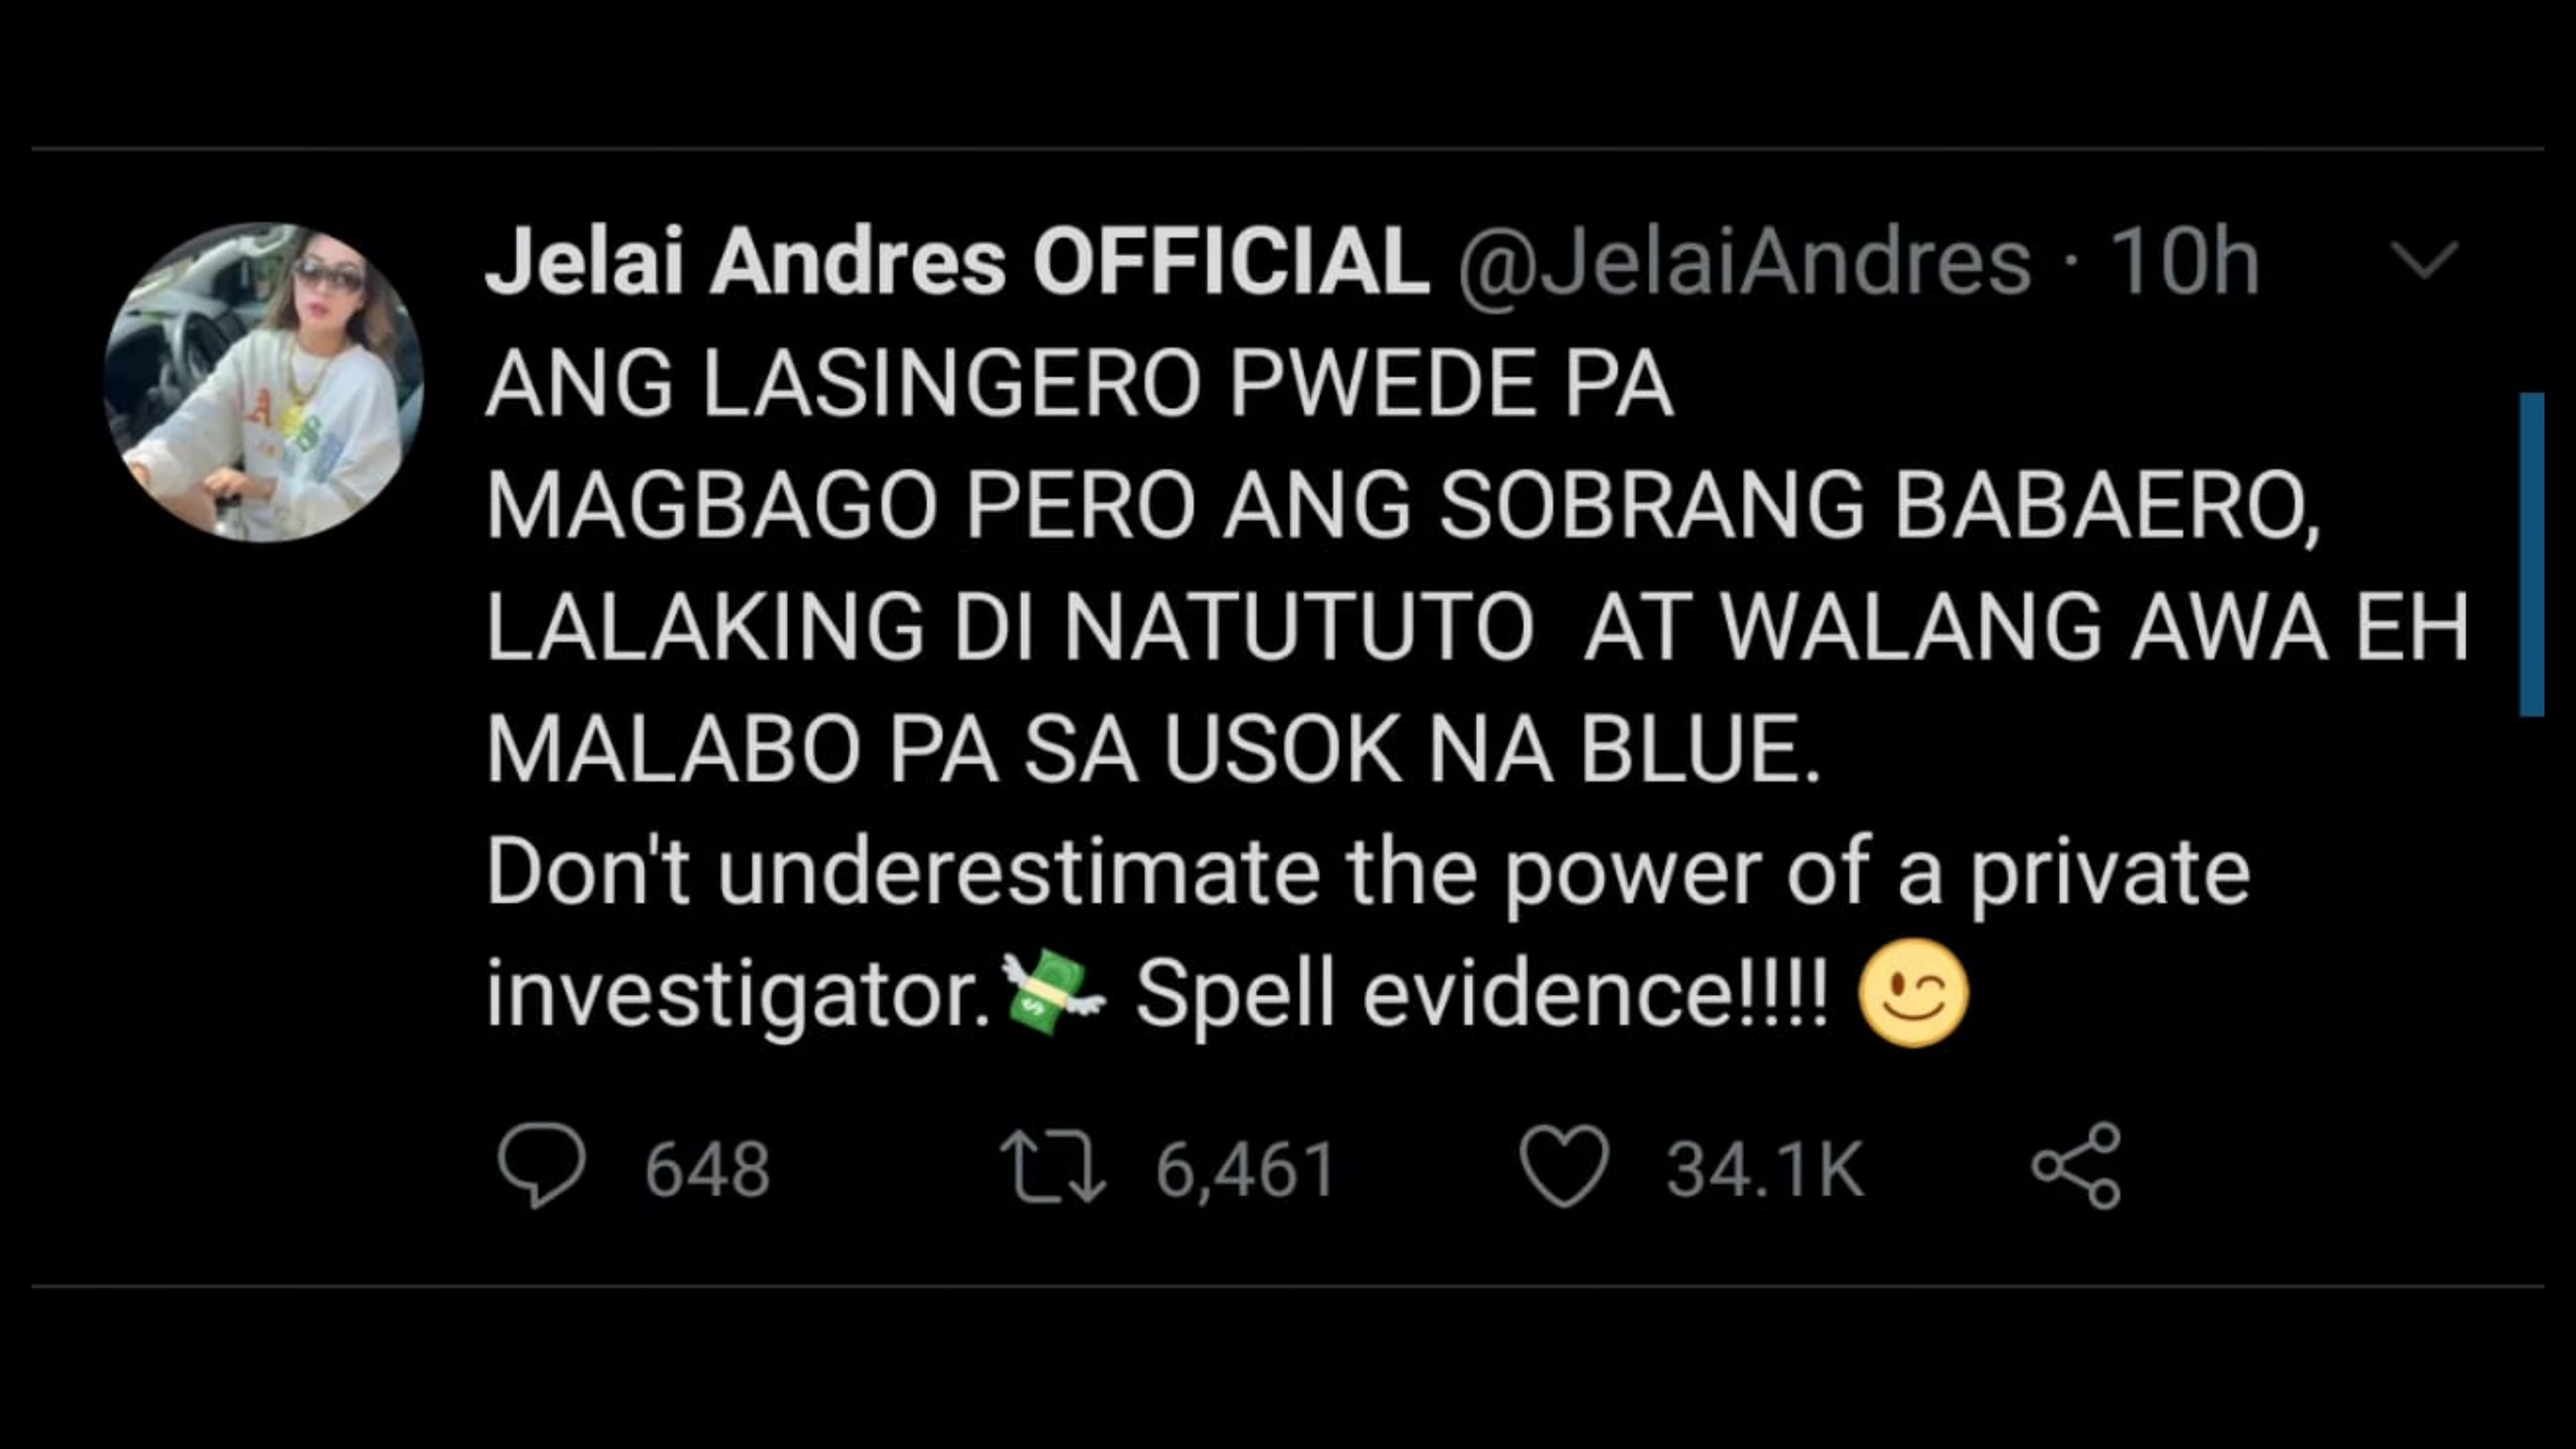 Jelai Andres OFFICIAL @JelaiAndres · 10h
ANG LASINGERO PWEDE PA
MAGBAGO PERO ANG SOBRANG BABAERO,
LALAKING DI NATUTUTO  AT WALANG AWA EH
MALABO PA SA USOK NA BLUE.
Don't underestimate the power of a private
investigator.💸 Spell evidence!!!! 😉
648 6,461 34.1K